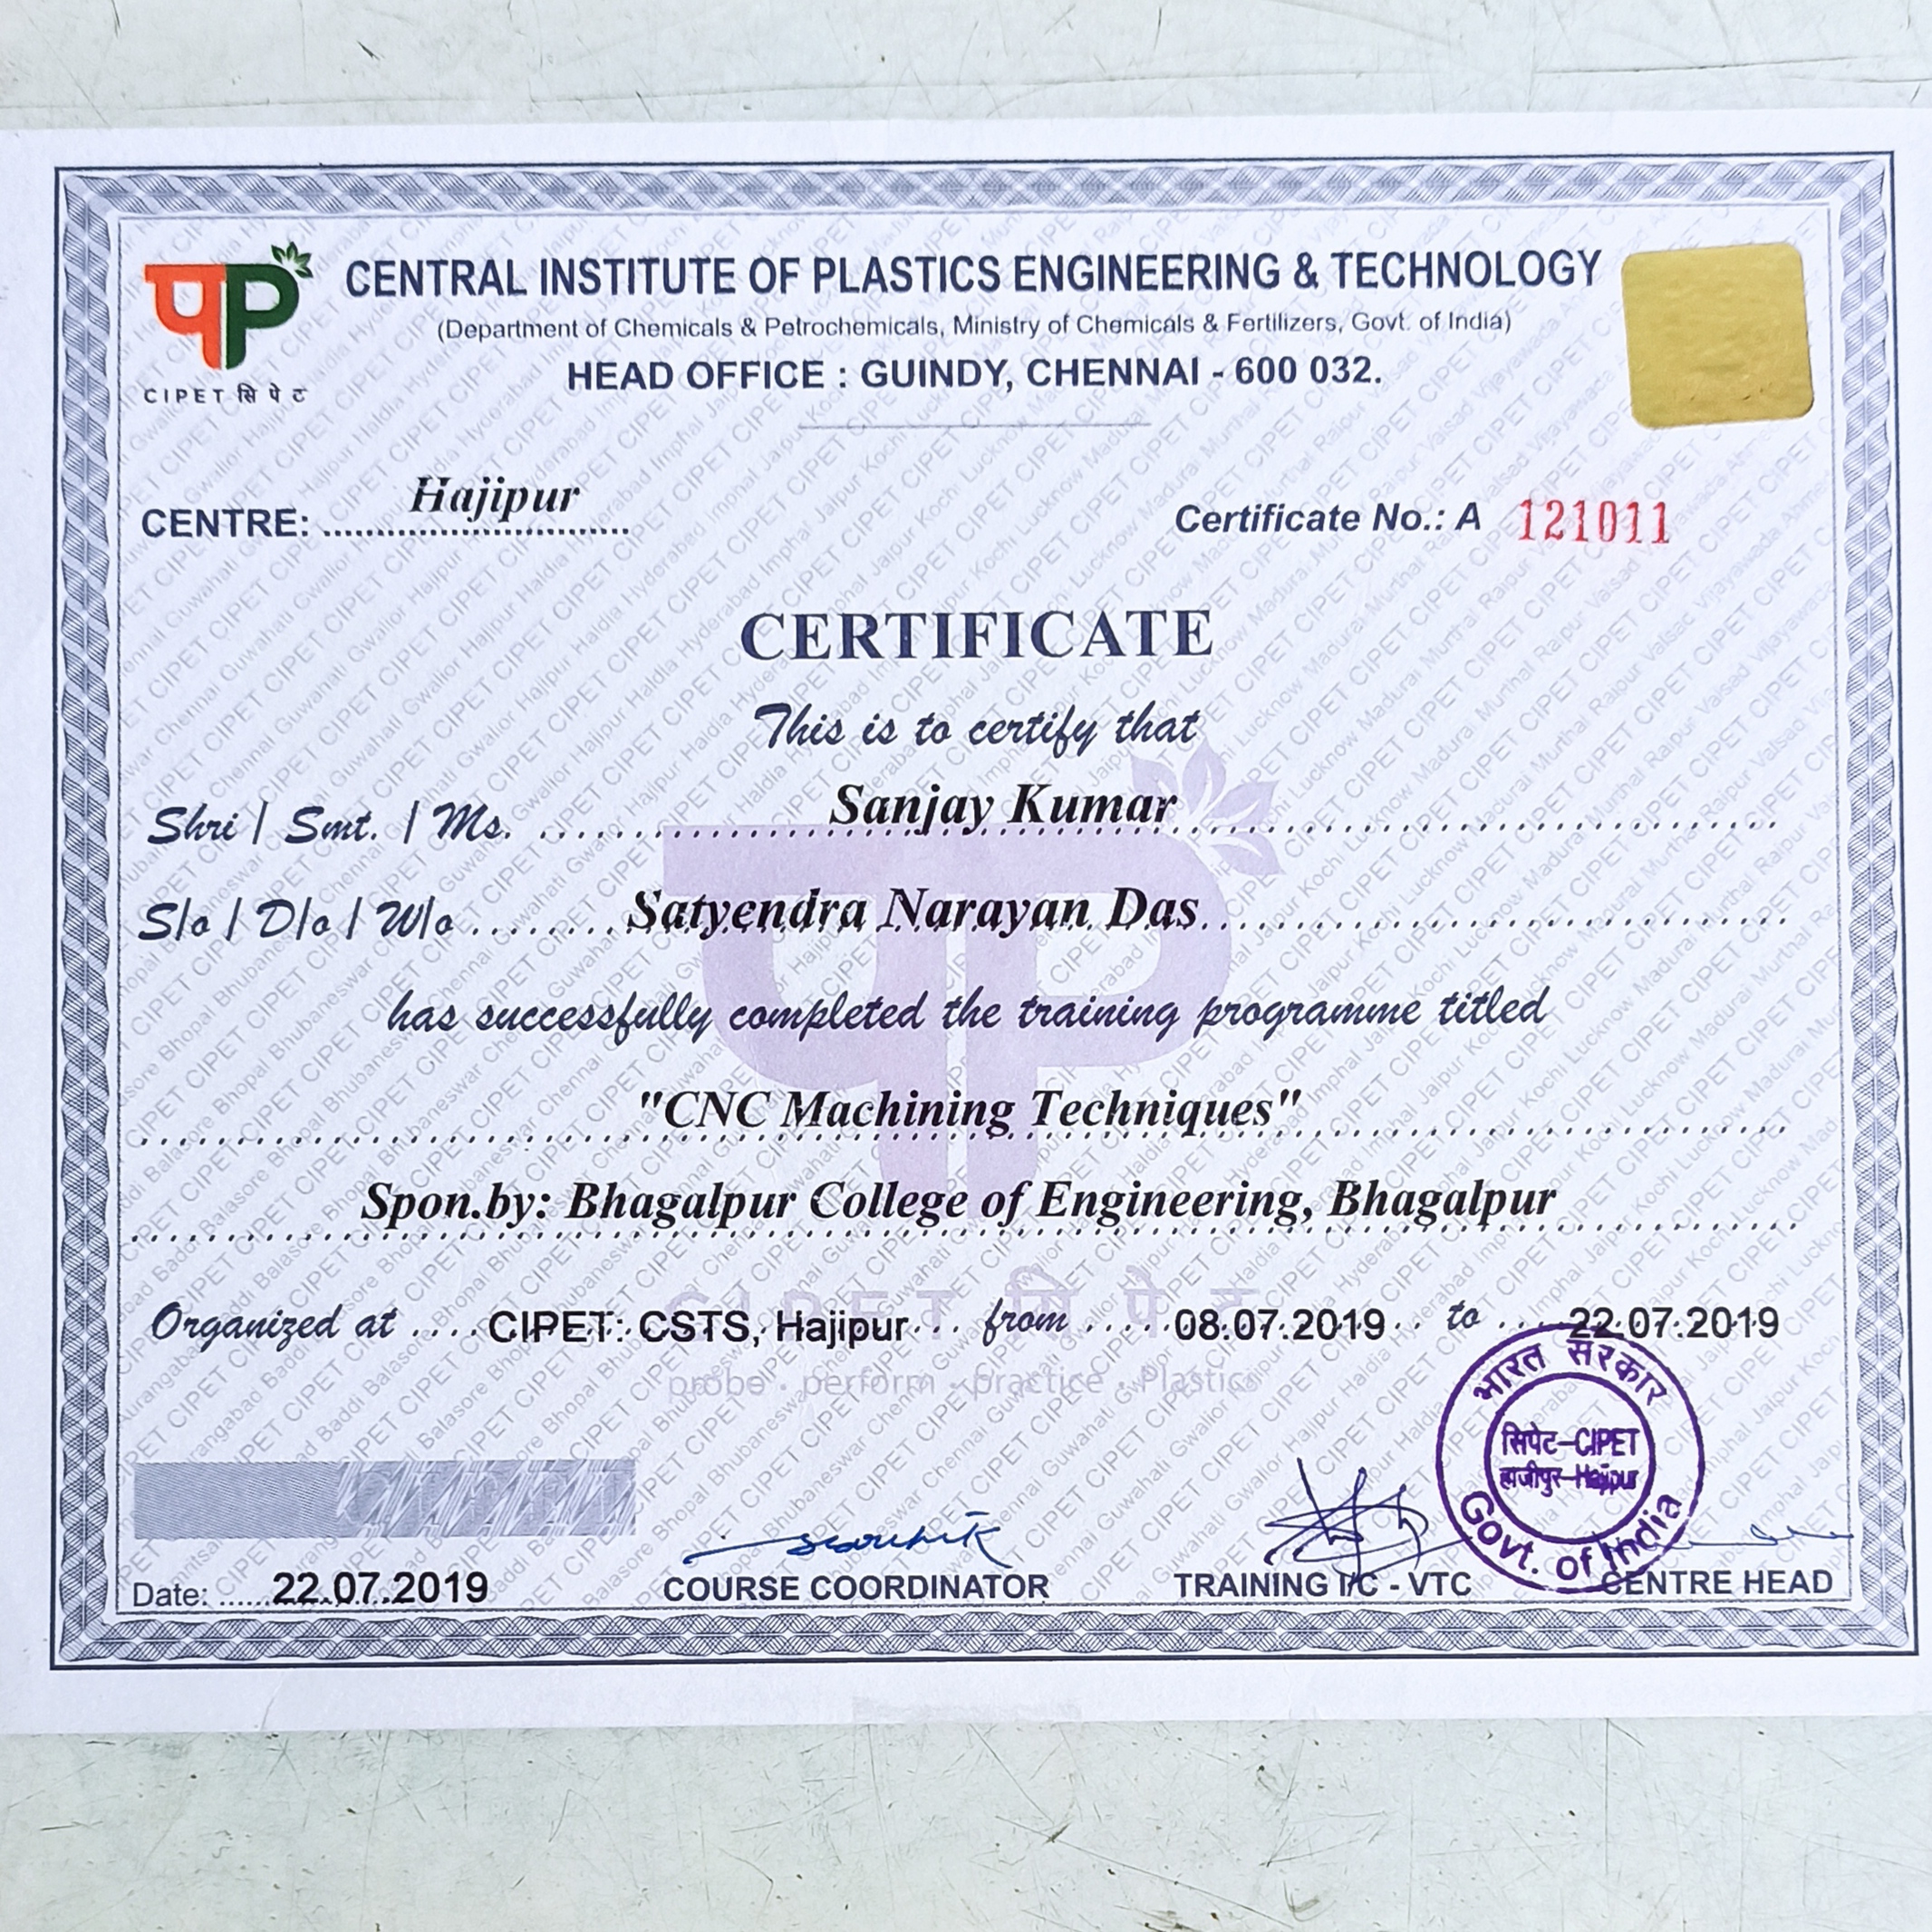 CENTRAL INSTITUTE OF PLASTICS ENGINEERING & TECHNOLOGY
(Department of Chemicals & Petrochemicals, Ministry of Chemicals & Fertilizers, Govt. of India)
HEAD OFFICE : GUINDY, CHENNAI - 600 032.
CIPET सिपेट
CENTRE: Hajipur
Certificate No.: A 121011
CERTIFICATE
This is to certify that
Shri / Smt. / Ms. Sanjay Kumar
S/o / D/o / W/o Satyendra Narayan Das
has successfully completed the training programme titled
"CNC Machining Techniques"
Spon.by: Bhagalpur College of Engineering, Bhagalpur
CIPET सिपेट
Organized at CIPET: CSTS, Hajipur from 08.07.2019 to 22.07.2019
probe . perform . practice . Plastics
भारत सरकार
सिपेट-CIPET
हाजीपुर-Hajipur
Govt. of India
Date: 22.07.2019
COURSE COORDINATOR
TRAINING I/C - VTC
CENTRE HEAD